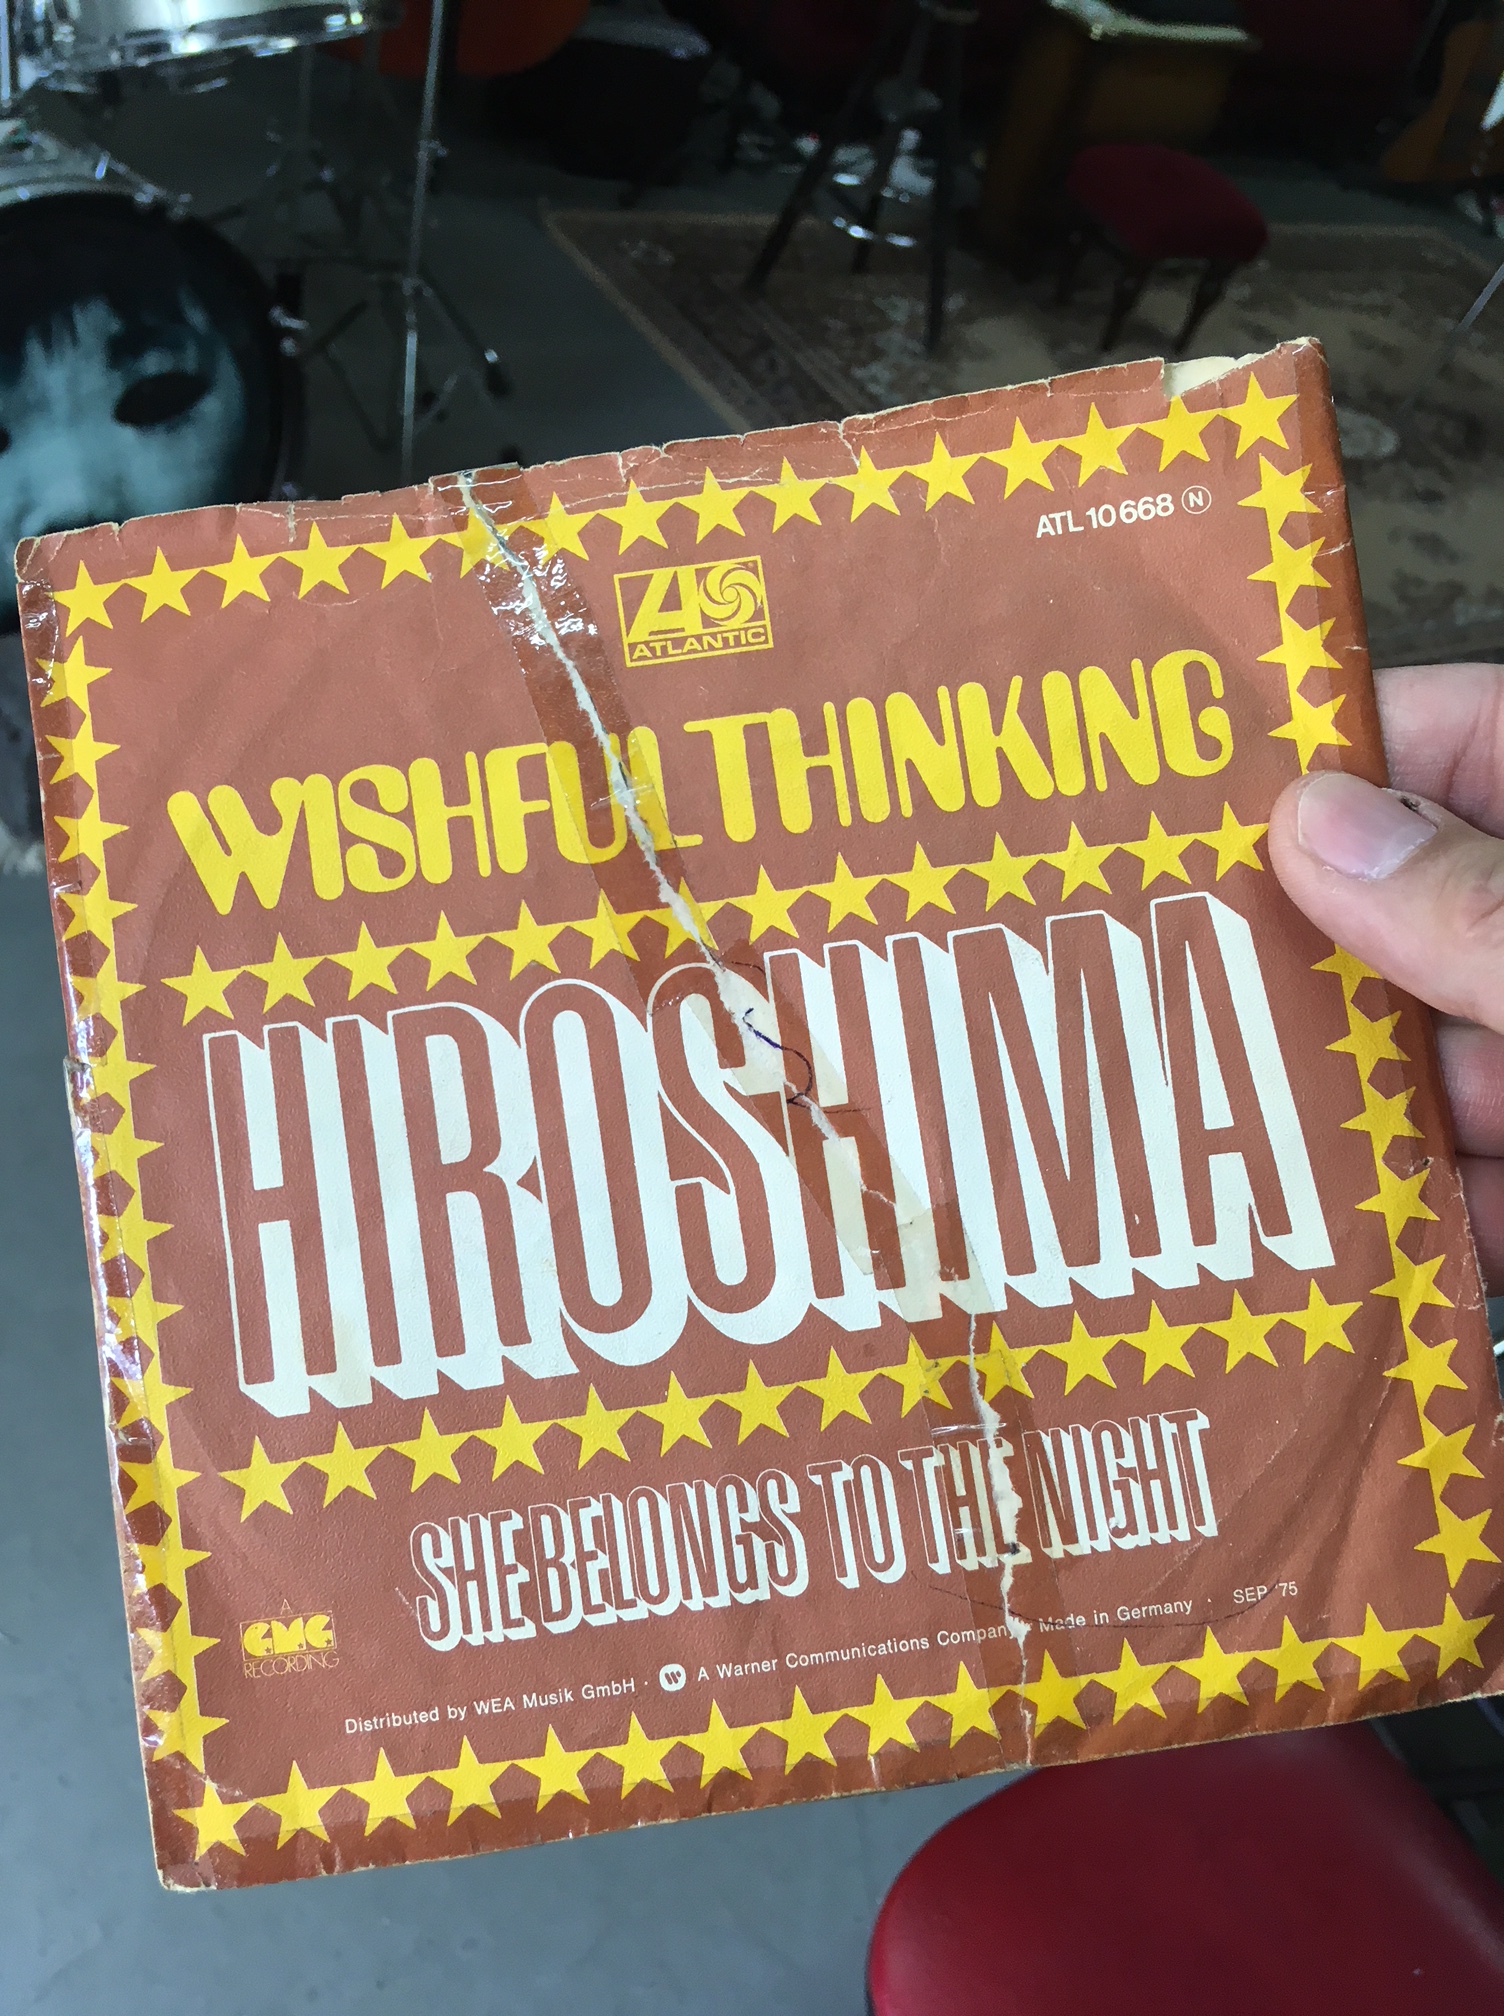 ATL 10 668 N
ATLANTIC
WISHFUL THINKING
HIROSHIMA
SHE BELONGS TO THE NIGHT
A
GMG
RECORDING
Distributed by WEA Musik GmbH · W A Warner Communications Company · Made in Germany · SEP '75